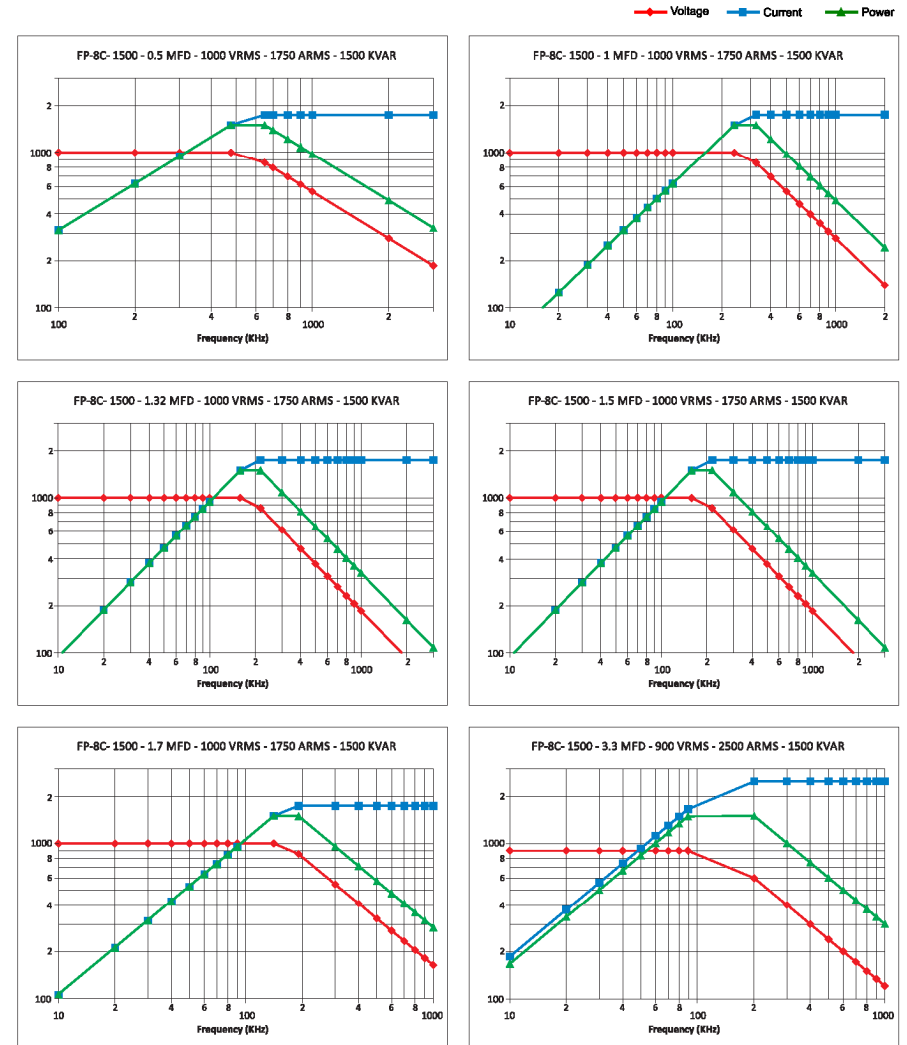 Voltage Current Power
FP-8C- 1500 - 0.5 MFD - 1000 VRMS - 1750 ARMS - 1500 KVAR
2
1000
8
6
4
2
100
100 2 4 6 8 1000 2
Frequency (KHz)
FP-8C- 1500 - 1 MFD - 1000 VRMS - 1750 ARMS - 1500 KVAR
2
1000
8
6
4
2
100
10 2 4 6 8 100 2 4 6 8 1000 2
Frequency (KHz)
FP-8C- 1500 - 1.32 MFD - 1000 VRMS - 1750 ARMS - 1500 KVAR
2
1000
8
6
4
2
100
10 2 4 6 8 100 2 4 6 8 1000 2
Frequency (KHz)
FP-8C- 1500 - 1.5 MFD - 1000 VRMS - 1750 ARMS - 1500 KVAR
2
1000
8
6
4
2
100
10 2 4 6 8 100 2 4 6 8 1000 2
Frequency (KHz)
FP-8C- 1500 - 1.7 MFD - 1000 VRMS - 1750 ARMS - 1500 KVAR
2
1000
8
6
4
2
100
10 2 4 6 8 100 2 4 6 8 1000
Frequency (KHz)
FP-8C- 1500 - 3.3 MFD - 900 VRMS - 2500 ARMS - 1500 KVAR
2
1000
8
6
4
2
100
10 2 4 6 8 100 2 4 6 8 1000
Frequency (KHz)